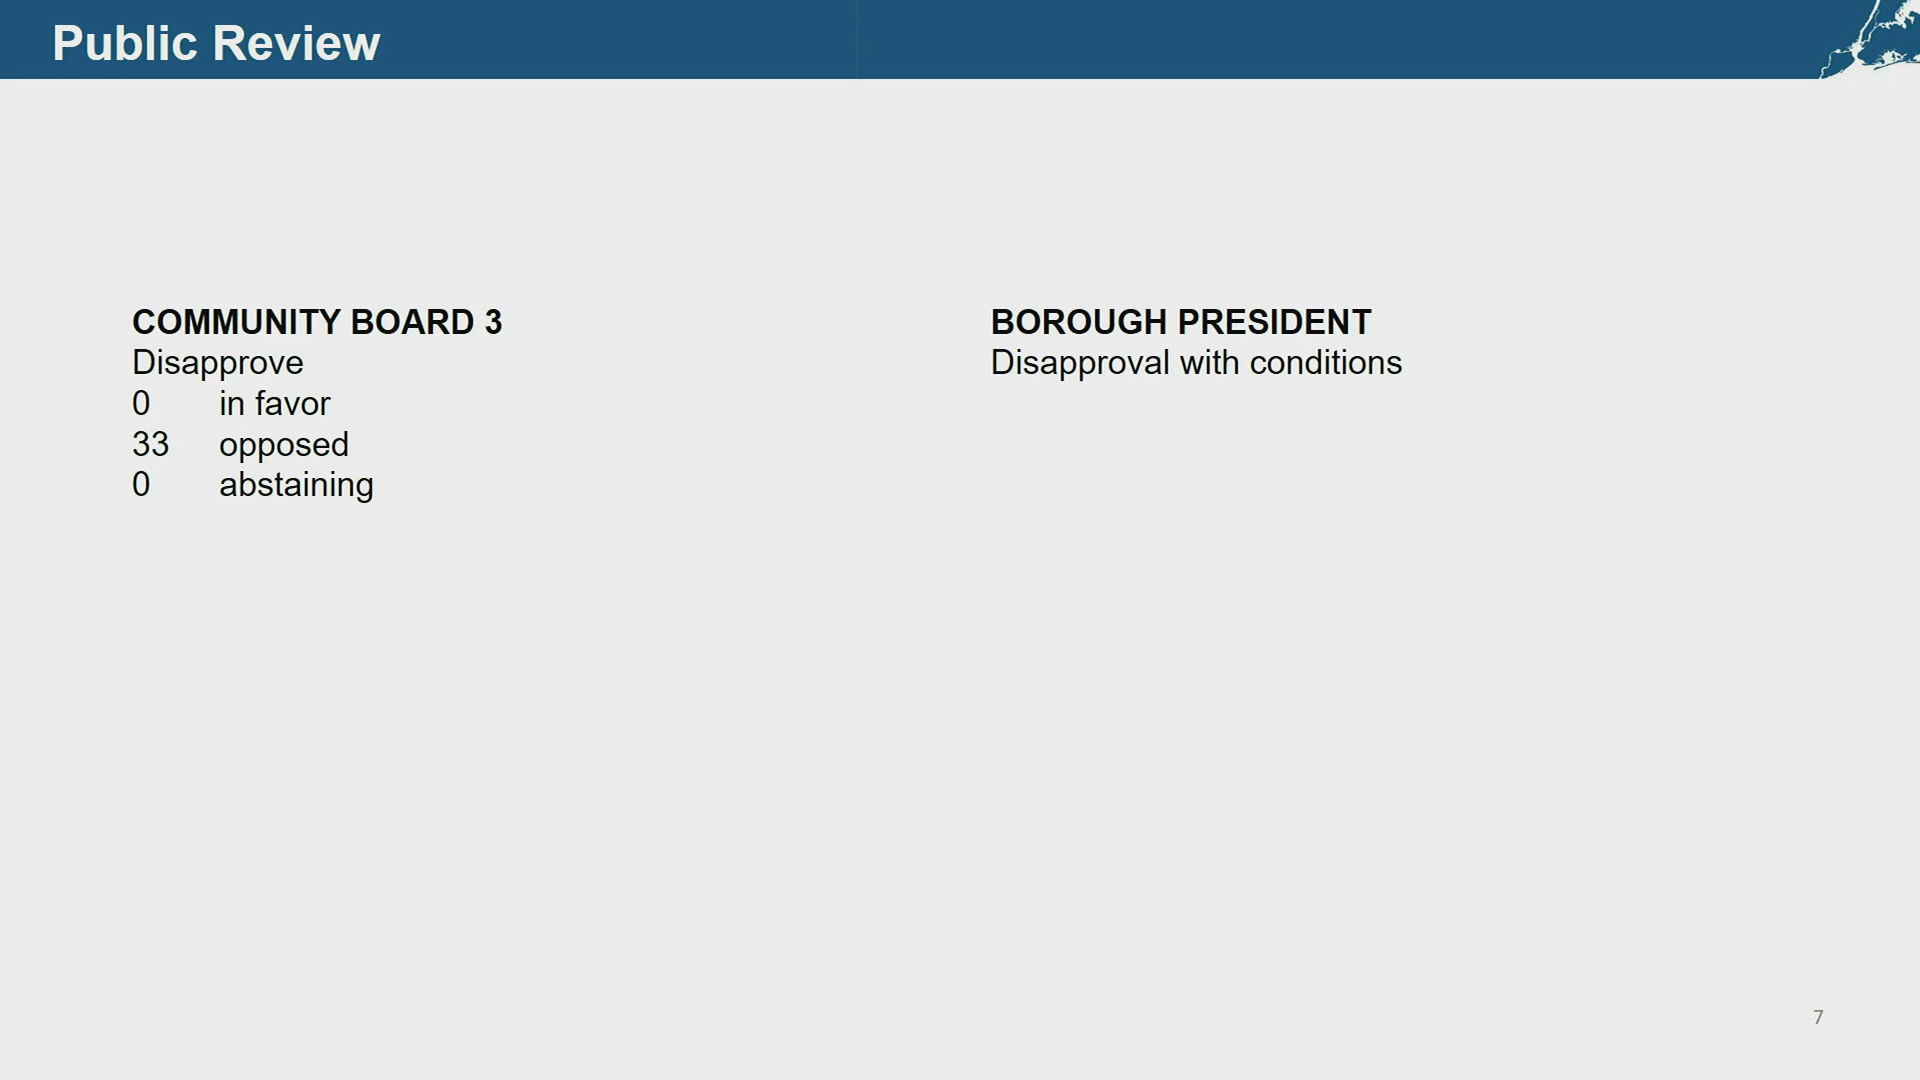 Public Review
COMMUNITY BOARD 3
Disapprove
0 in favor
33 opposed
0 abstaining
BOROUGH PRESIDENT
Disapproval with conditions
7